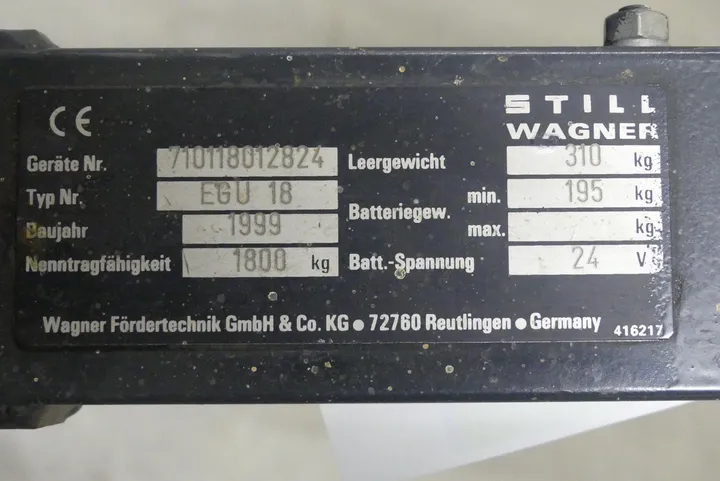 CE
STILL
WAGNER
Geräte Nr. 710118012824 Leergewicht 310 kg
Typ Nr. EGU 18 Batteriegew. min. 195 kg
Baujahr 1999 max. kg
Nenntragfähigkeit 1800 kg Batt.-Spannung 24 V
Wagner Fördertechnik GmbH & Co. KG ● 72760 Reutlingen ● Germany 416217